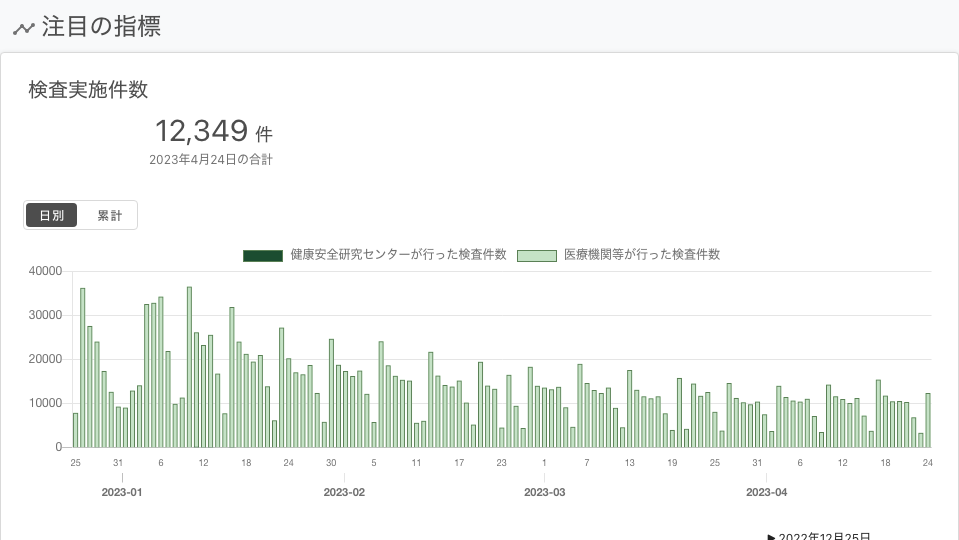 注目の指標
検査実施件数
12,349 件
2023年4月24日の合計
日別 累計
健康安全研究センターが行った検査件数 医療機関等が行った検査件数
40000
30000
20000
10000
0
25 31 6 12 18 24 30 5 11 17 23 1 7 13 19 25 31 6 12 18 24
2023-01 2023-02 2023-03 2023-04
▶ 2022年12月25日